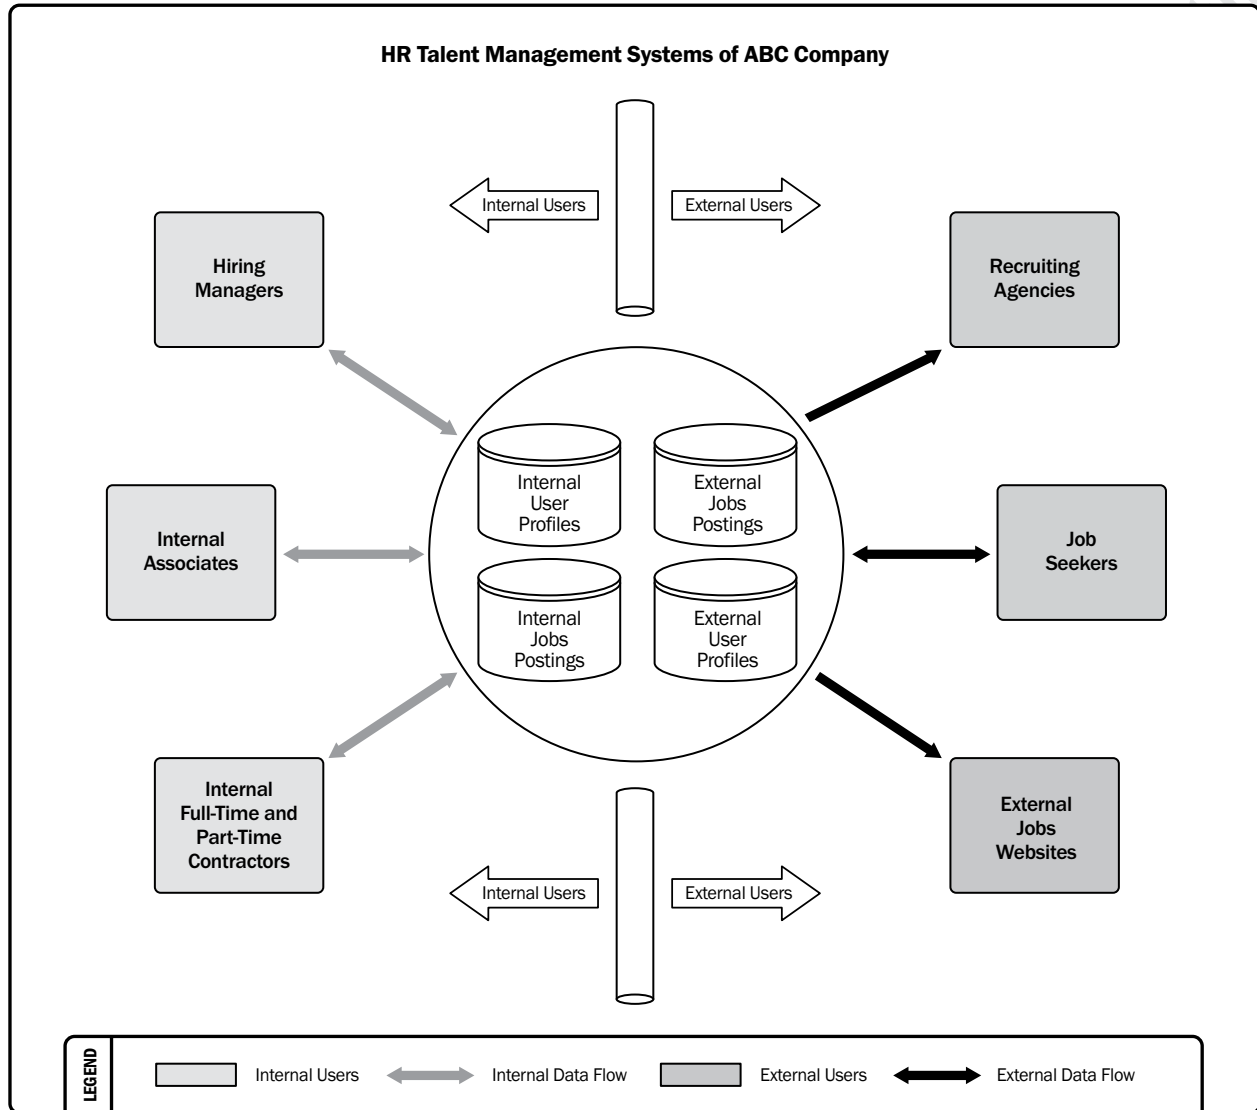 HR Talent Management Systems of ABC Company
Internal Users
External Users
Hiring
Managers
Recruiting
Agencies
Internal
User
Profiles
External
Jobs
Postings
Internal
Associates
Job
Seekers
Internal
Jobs
Postings
External
User
Profiles
Internal
Full-Time and
Part-Time
Contractors
External
Jobs
Websites
Internal Users
External Users
LEGEND
Internal Users
Internal Data Flow
External Users
External Data Flow